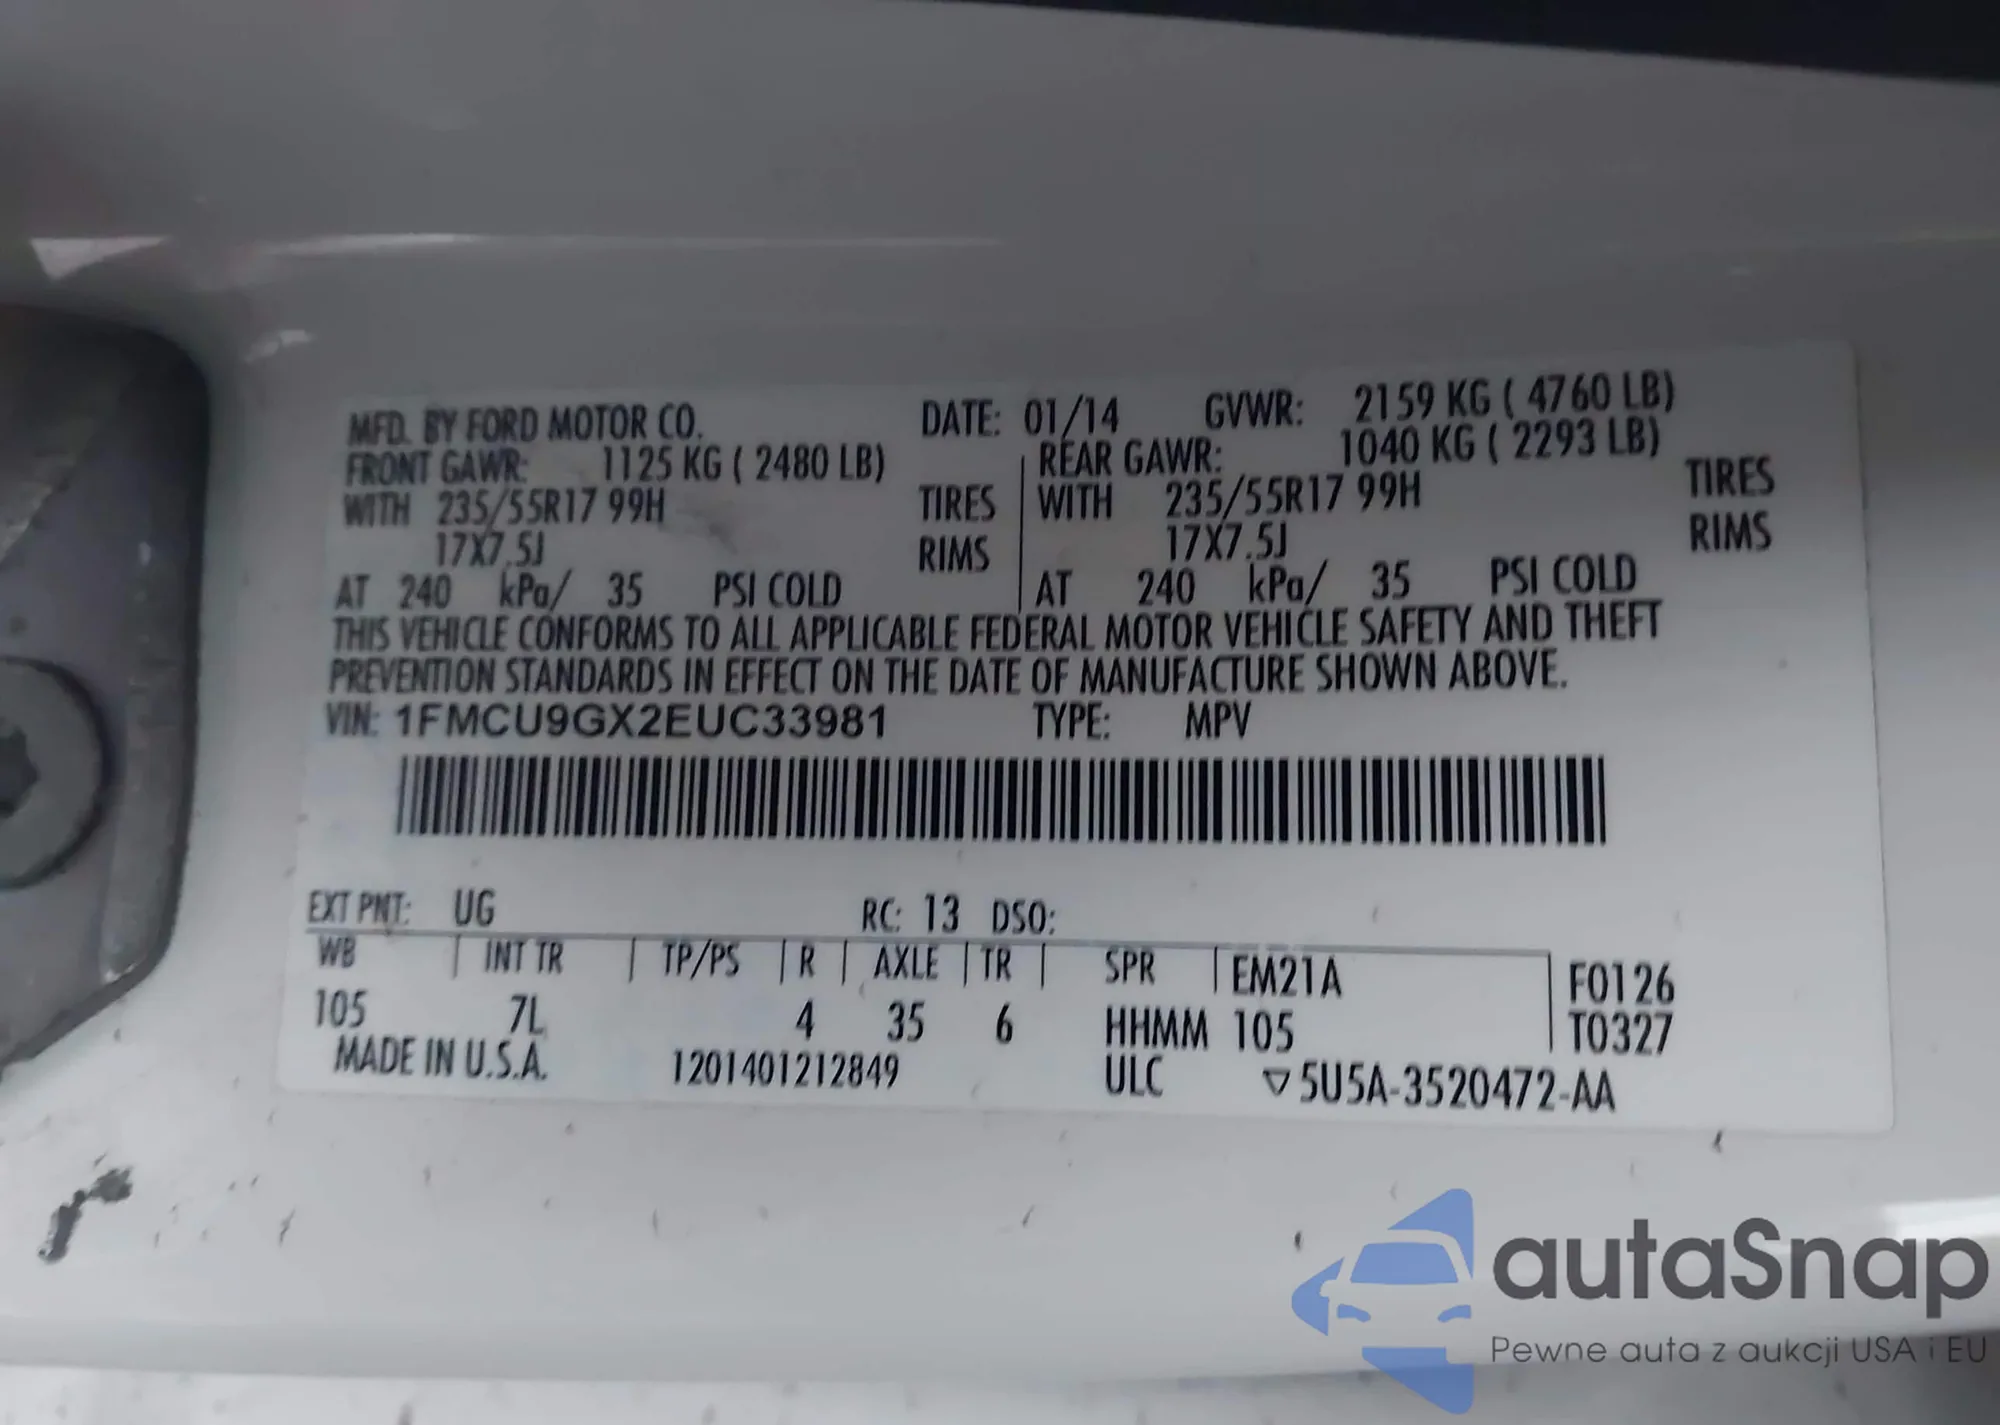 MFD. BY FORD MOTOR CO. DATE: 01/14 GVWR: 2159 KG ( 4760 LB)
FRONT GAWR: 1125 KG ( 2480 LB) REAR GAWR: 1040 KG ( 2293 LB)
WITH 235/55R17 99H TIRES WITH 235/55R17 99H TIRES
17X7.5J RIMS 17X7.5J RIMS
AT 240 kPa/ 35 PSI COLD AT 240 kPa/ 35 PSI COLD
THIS VEHICLE CONFORMS TO ALL APPLICABLE FEDERAL MOTOR VEHICLE SAFETY AND THEFT
PREVENTION STANDARDS IN EFFECT ON THE DATE OF MANUFACTURE SHOWN ABOVE.
VIN: 1FMCU9GX2EUC33981 TYPE: MPV
EXT PNT: UG RC: 13 DSO:
WB | INT TR | TP/PS | R | AXLE | TR | SPR | EM21A F0126
105 7L 4 35 6 HHMM 105 T0327
MADE IN U.S.A. 1201401212849 ULC ▽5U5A-3520472-AA
autaSnap
Pewne auta z aukcji USA i EU